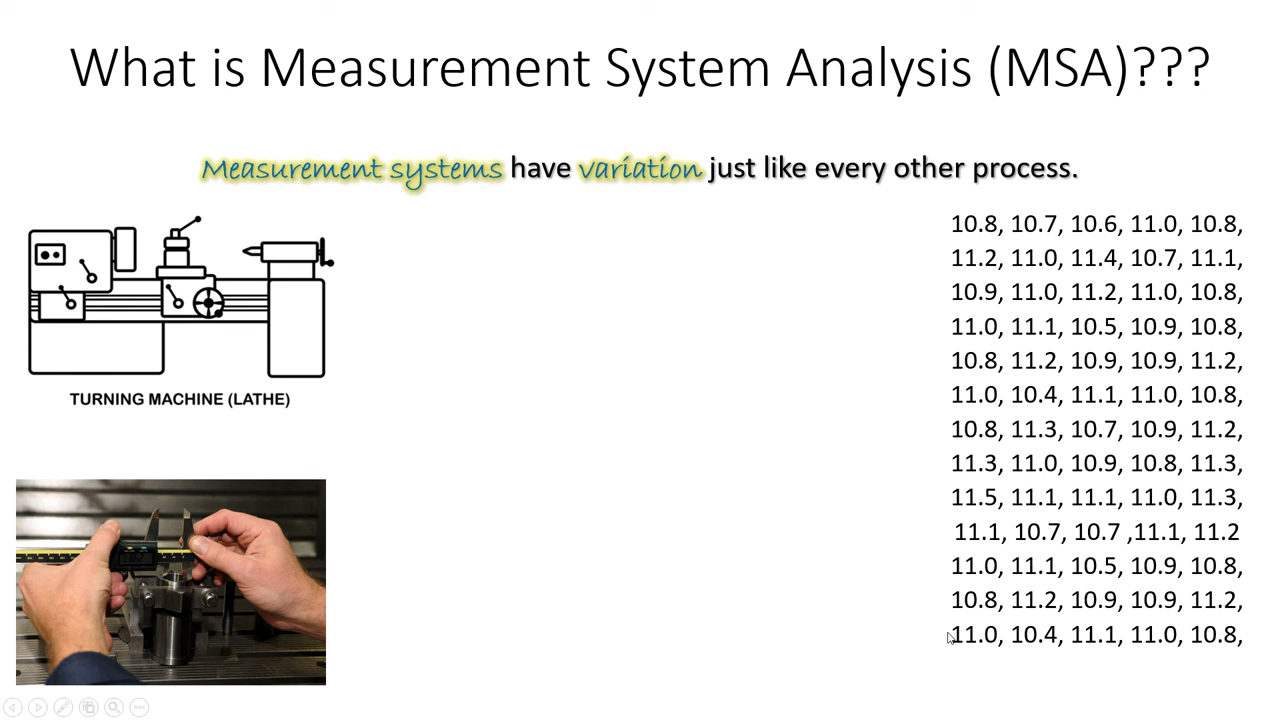 What is Measurement System Analysis (MSA)???
Measurement systems have variation just like every other process.
TURNING MACHINE (LATHE)
10.8, 10.7, 10.6, 11.0, 10.8,
11.2, 11.0, 11.4, 10.7, 11.1,
10.9, 11.0, 11.2, 11.0, 10.8,
11.0, 11.1, 10.5, 10.9, 10.8,
10.8, 11.2, 10.9, 10.9, 11.2,
11.0, 10.4, 11.1, 11.0, 10.8,
10.8, 11.3, 10.7, 10.9, 11.2,
11.3, 11.0, 10.9, 10.8, 11.3,
11.5, 11.1, 11.1, 11.0, 11.3,
11.1, 10.7, 10.7 ,11.1, 11.2
11.0, 11.1, 10.5, 10.9, 10.8,
10.8, 11.2, 10.9, 10.9, 11.2,
11.0, 10.4, 11.1, 11.0, 10.8,